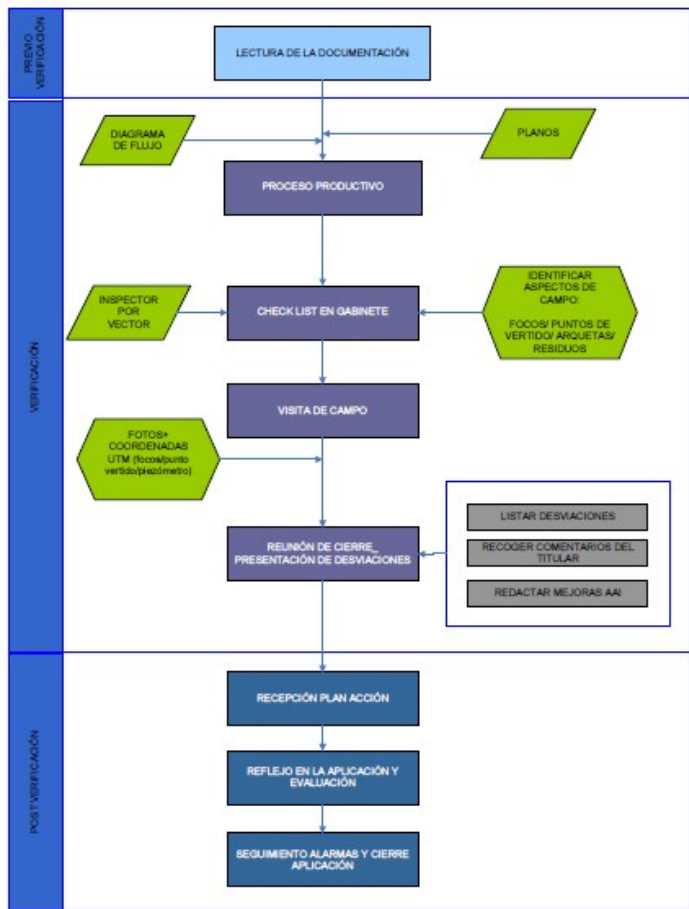 PREVIO
VERIFICACIÓN
LECTURA DE LA DOCUMENTACIÓN
VERIFICACIÓN
DIAGRAMA
DE FLUJO
PLANOS
PROCESO PRODUCTIVO
INSPECTOR
POR
VECTOR
CHECK LIST EN GABINETE
IDENTIFICAR
ASPECTOS DE
CAMPO:
FOCOS/ PUNTOS DE
VERTIDO/ ARQUETAS/
RESIDUOS
VISITA DE CAMPO
FOTOS+
COORDENADAS
UTM (focos/punto
vertido/piezómetro)
REUNIÓN DE CIERRE_
PRESENTACIÓN DE DESVIACIONES
LISTAR DESVIACIONES
RECOGER COMENTARIOS DEL
TITULAR
REDACTAR MEJORAS AAI
POST VERIFICACIÓN
RECEPCIÓN PLAN ACCIÓN
REFLEJO EN LA APLICACIÓN Y
EVALUACIÓN
SEGUIMIENTO ALARMAS Y CIERRE
APLICACIÓN